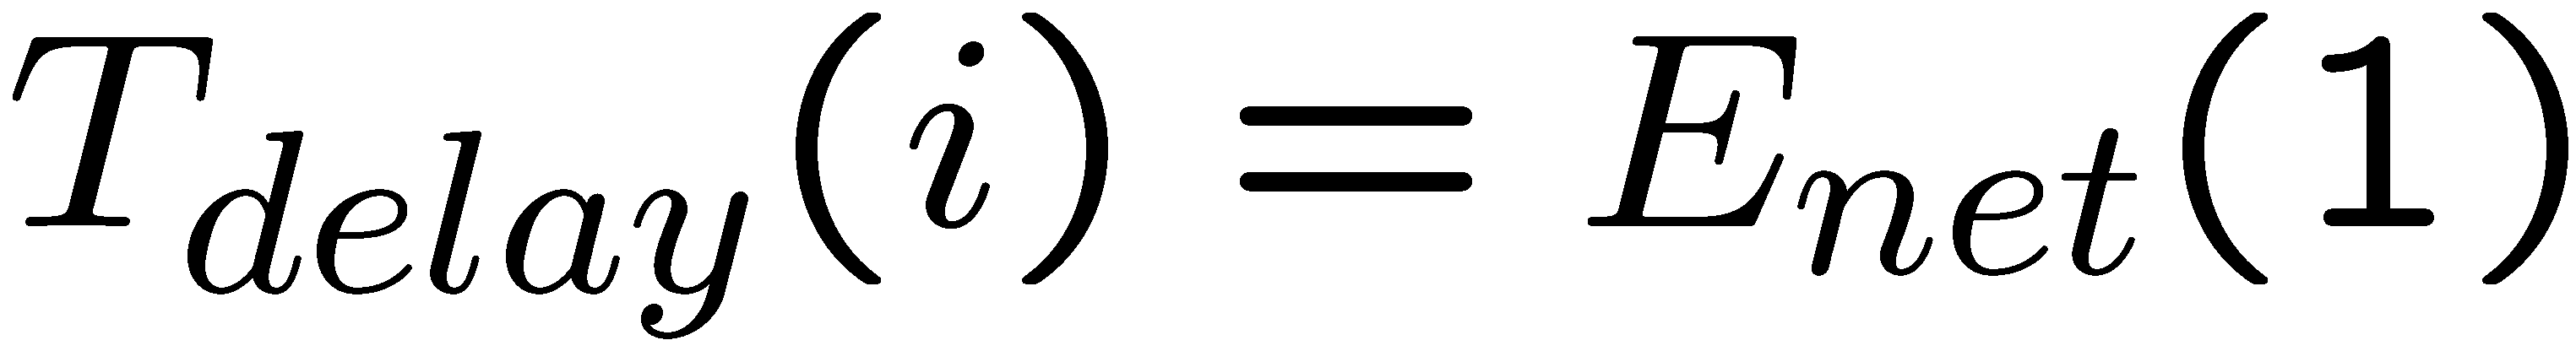 T_{delay}(i) = E_{net}(1)